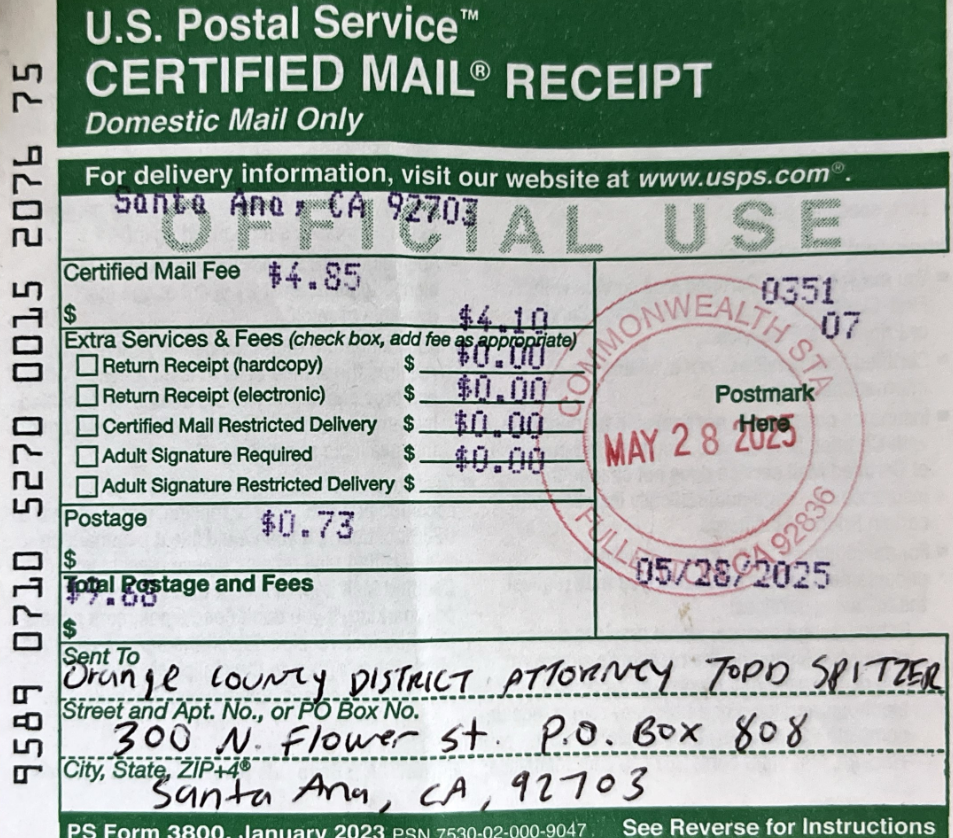 U.S. Postal Service™
CERTIFIED MAIL® RECEIPT
Domestic Mail Only
For delivery information, visit our website at www.usps.com®.
Santa Ana, CA 92703
OFFICIAL USE
Certified Mail Fee $4.85
$
$4.10
Extra Services & Fees (check box, add fee as appropriate)
$0.00
Return Receipt (hardcopy) $
Return Receipt (electronic) $ $0.00
Certified Mail Restricted Delivery $ $0.00
Adult Signature Required $ $0.00
Adult Signature Restricted Delivery $
Postage $0.73
$
Total Postage and Fees
$9.68
$
0351
07
COMMONWEALTH STA
Postmark
Here
MAY 28 2025
CA 92836
05/28/2025
Sent To
Orange COUNTY DISTRICT ATTORNEY TODD SPITZER
Street and Apt. No., or PO Box No.
300 N. Flower St. P.O. Box 808
City, State, ZIP+4®
Santa Ana, CA, 92703
PS Form 3800, January 2023 PSN 7530-02-000-9047 See Reverse for Instructions
9589 0710 5270 0015 2076 75